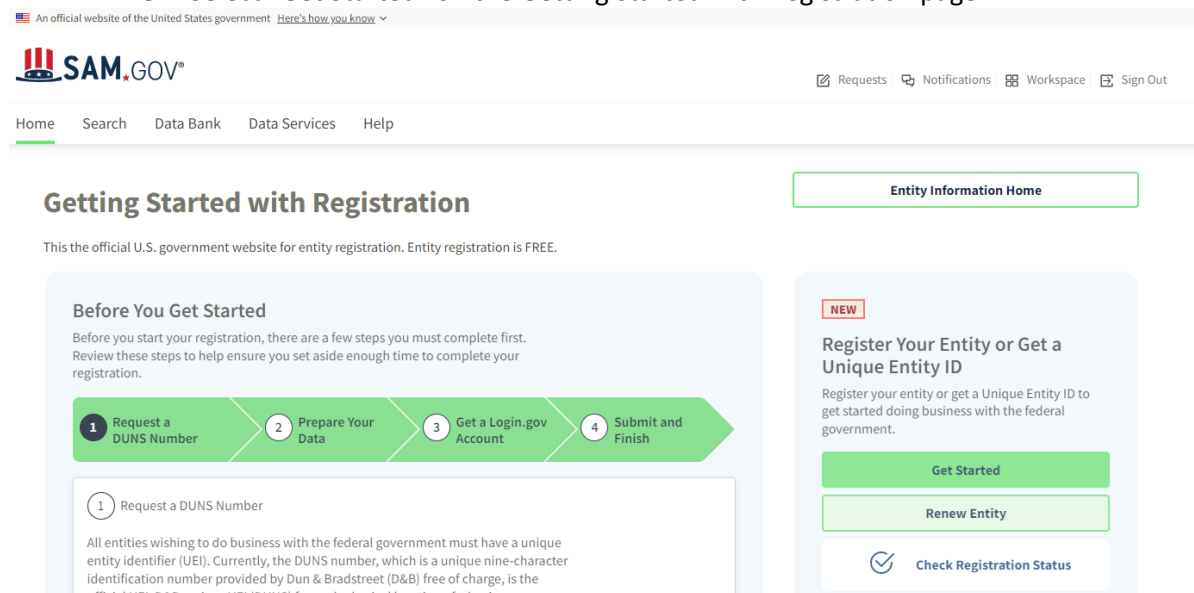 An official website of the United States government Here's how you know
SAM.GOV®
Requests Notifications Workspace Sign Out
Home Search Data Bank Data Services Help
Getting Started with Registration
Entity Information Home
This the official U.S. government website for entity registration. Entity registration is FREE.
Before You Get Started
Before you start your registration, there are a few steps you must complete first.
Review these steps to help ensure you set aside enough time to complete your
registration.
1 Request a
DUNS Number
2 Prepare Your
Data
3 Get a Login.gov
Account
4 Submit and
Finish
1 Request a DUNS Number
All entities wishing to do business with the federal government must have a unique
entity identifier (UEI). Currently, the DUNS number, which is a unique nine-character
identification number provided by Dun & Bradstreet (D&B) free of charge, is the
NEW
Register Your Entity or Get a
Unique Entity ID
Register your entity or get a Unique Entity ID to
get started doing business with the federal
government.
Get Started
Renew Entity
Check Registration Status